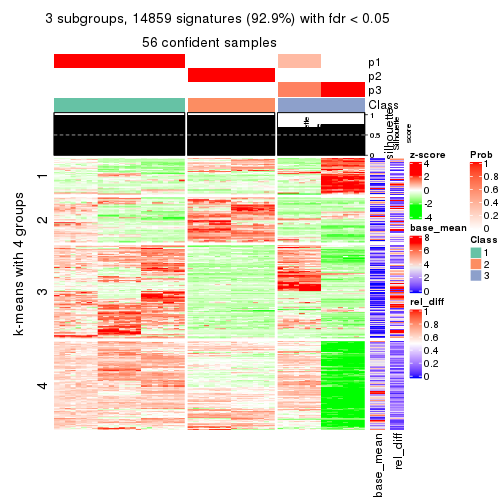 3 subgroups, 14859 signatures (92.9%) with fdr < 0.05
56 confident samples
p1
p2
p3
Class
1
0.5
0
silhouette
Silhouette
score
k-means with 4 groups
1
2
3
4
base_mean
rel_diff
z-score
4
2
0
-2
-4
base_mean
8
6
4
2
0
rel_diff
1
0.8
0.6
0.4
0.2
0
Prob
1
0.8
0.6
0.4
0.2
0
Class
1
2
3